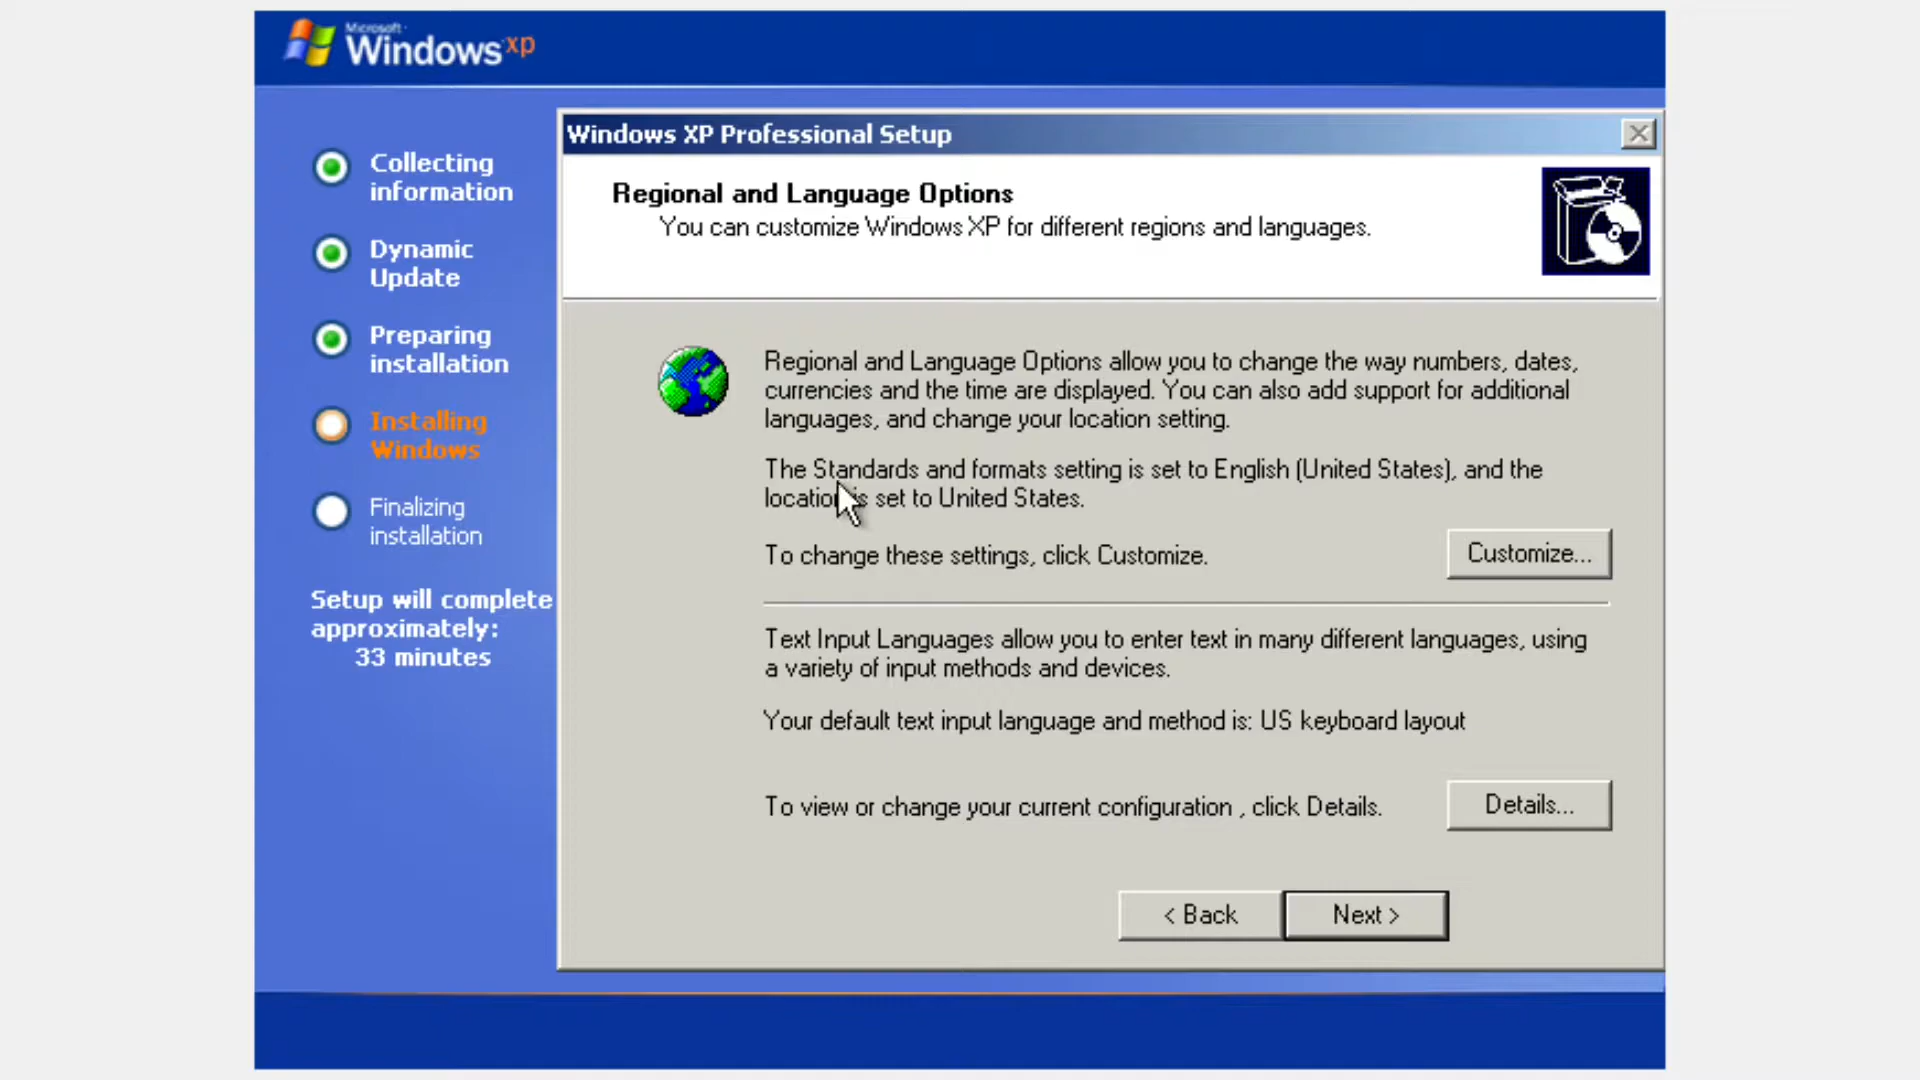 Microsoft
Windows xp
Windows XP Professional Setup
Collecting
information
Dynamic
Update
Preparing
installation
Installing
Windows
Finalizing
installation
Setup will complete
approximately:
33 minutes
Regional and Language Options
You can customize Windows XP for different regions and languages.
Regional and Language Options allow you to change the way numbers, dates,
currencies and the time are displayed. You can also add support for additional
languages, and change your location setting.
The Standards and formats setting is set to English (United States), and the
location is set to United States.
To change these settings, click Customize.
Customize...
Text Input Languages allow you to enter text in many different languages, using
a variety of input methods and devices.
Your default text input language and method is: US keyboard layout
To view or change your current configuration , click Details.
Details...
< Back
Next >